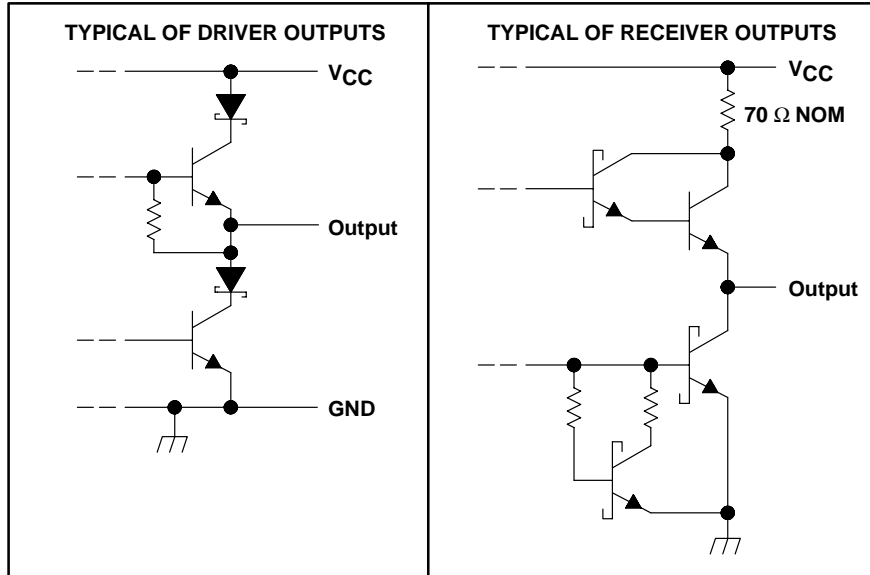 TYPICAL OF DRIVER OUTPUTS
VCC
Output
GND
TYPICAL OF RECEIVER OUTPUTS
VCC
70 Ω NOM
Output